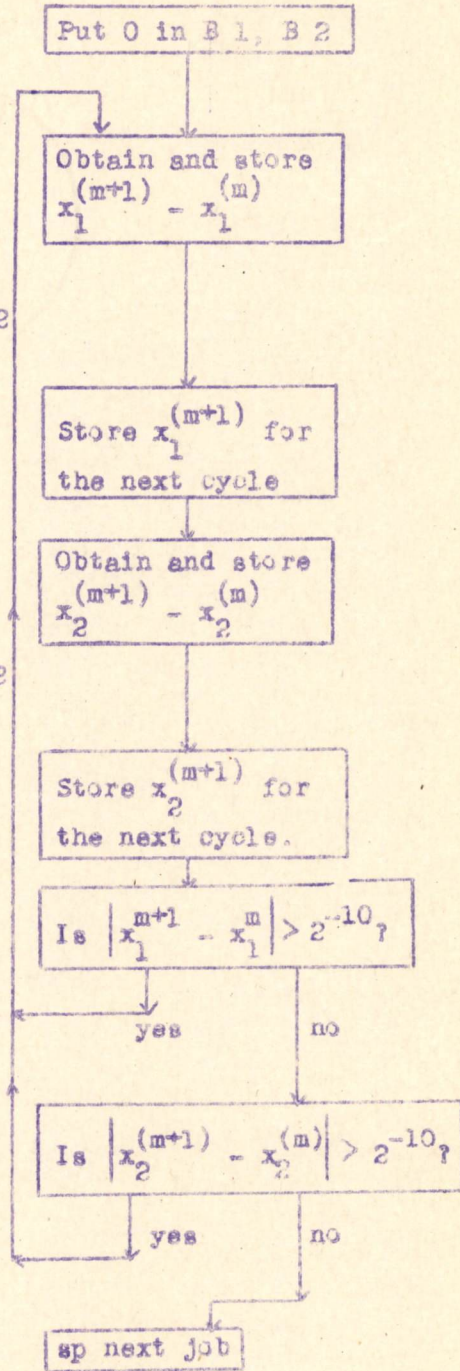 Put 0 in B 1, B 2
Obtain and store
x₁⁽ᵐ⁺¹⁾ - x₁⁽ᵐ⁾
2
Store x₁⁽ᵐ⁺¹⁾ for
the next cycle
Obtain and store
x₂⁽ᵐ⁺¹⁾ - x₂⁽ᵐ⁾
2
Store x₂⁽ᵐ⁺¹⁾ for
the next cycle.
Is |x₁ᵐ⁺¹ - x₁ᵐ| > 2⁻¹⁰?
yes no
Is |x₂⁽ᵐ⁺¹⁾ - x₂⁽ᵐ⁾| > 2⁻¹⁰?
yes no
sp next job